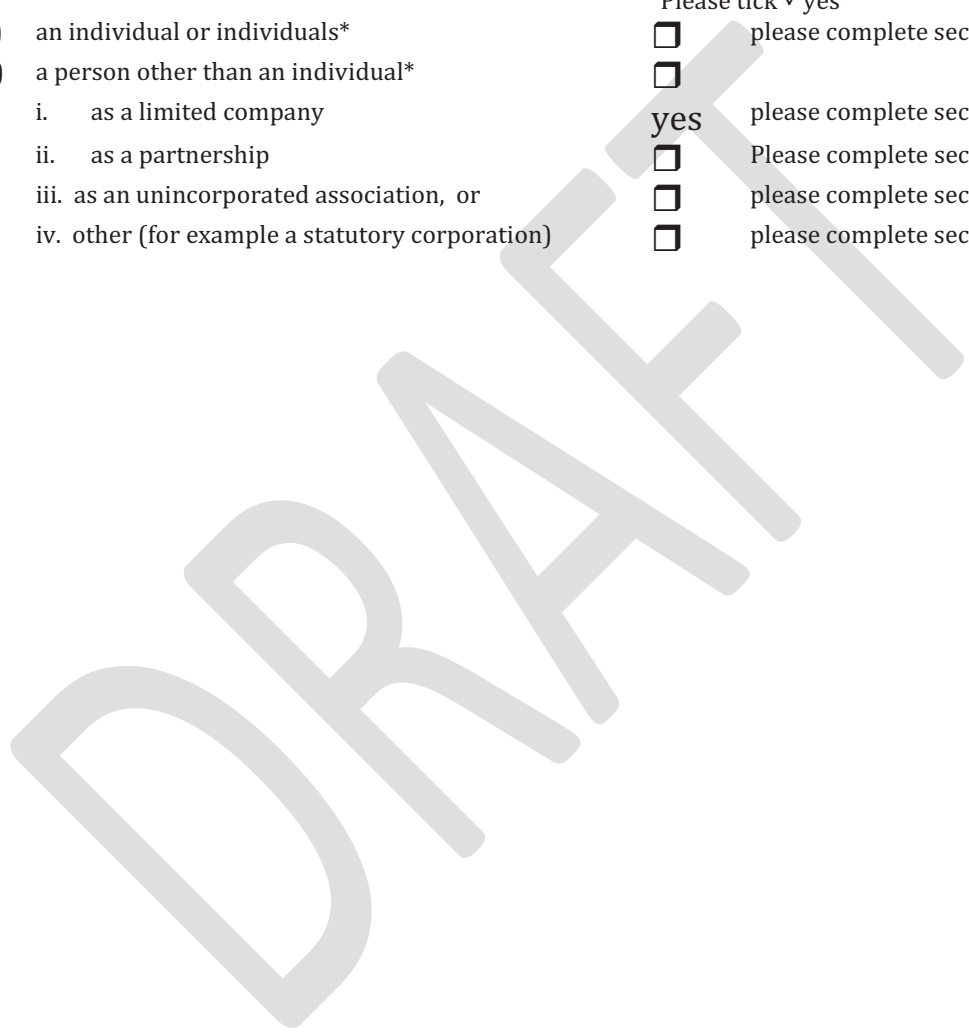 Please tick ✓ yes
) an individual or individuals* ❒ please complete sec
) a person other than an individual* ❒
i. as a limited company yes please complete sec
ii. as a partnership ❒ Please complete sec
iii. as an unincorporated association, or ❒ please complete sec
iv. other (for example a statutory corporation) ❒ please complete sec
DRAFT